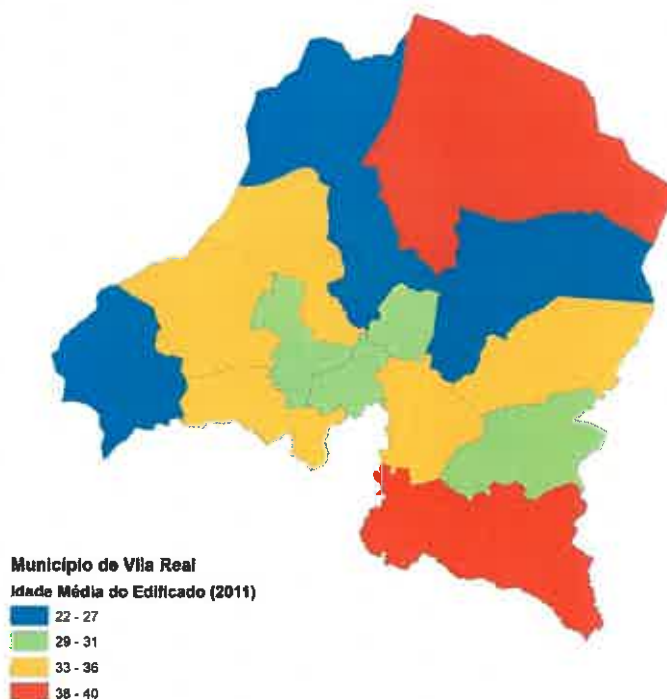 Município de Vila Real
Idade Média do Edificado (2011)
22 - 27
29 - 31
33 - 36
38 - 40